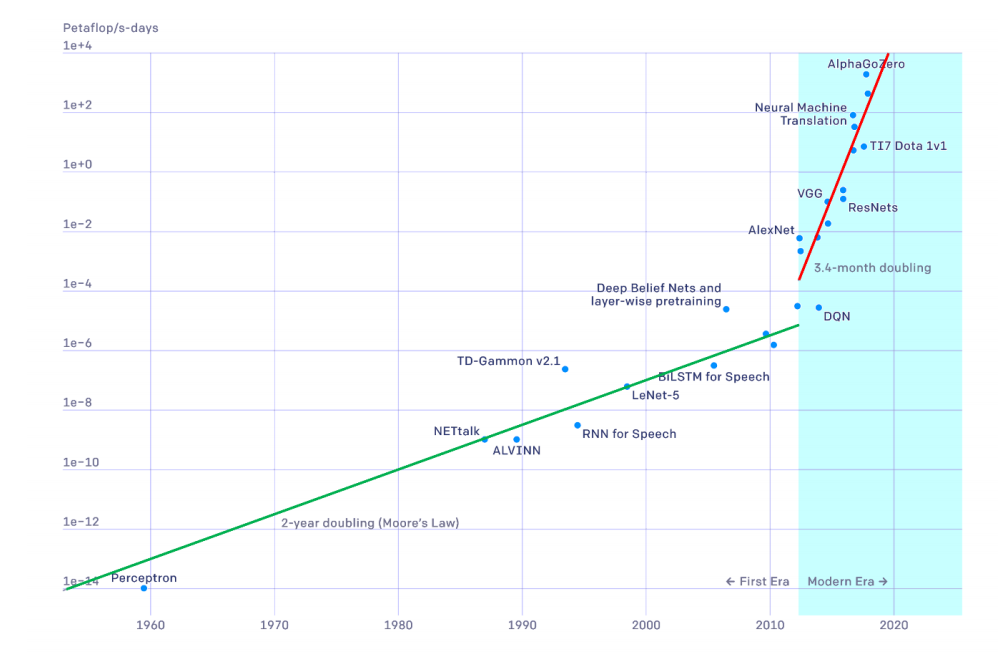 Petaflop/s-days
1e+4
AlphaGoZero
1e+2
Neural Machine
Translation
TI7 Dota 1v1
1e+0
VGG
ResNets
1e-2
AlexNet
3.4-month doubling
1e-4
Deep Belief Nets and
layer-wise pretraining
DQN
1e-6
TD-Gammon v2.1
BiLSTM for Speech
LeNet-5
1e-8
NETtalk
RNN for Speech
ALVINN
1e-10
1e-12
2-year doubling (Moore's Law)
1e-14
Perceptron
← First Era
Modern Era →
1960
1970
1980
1990
2000
2010
2020